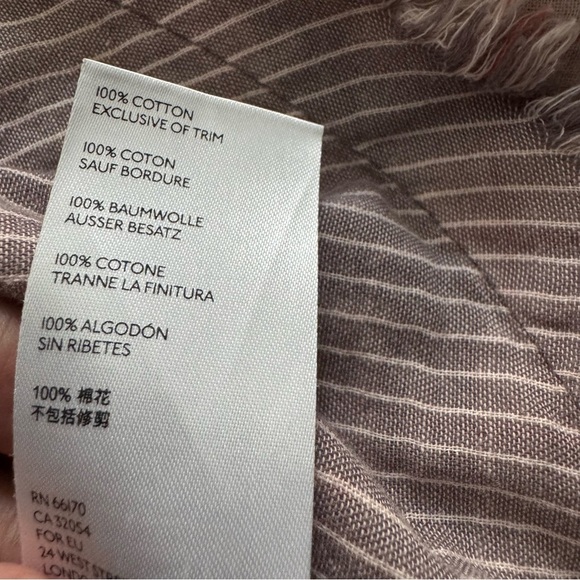 100% COTTON
EXCLUSIVE OF TRIM
100% COTON
SAUF BORDURE
100% BAUMWOLLE
AUSSER BESATZ
100% COTONE
TRANNE LA FINITURA
100% ALGODÓN
SIN RIBETES
100% 棉花
不包括修剪
RN 66170
CA 32054
FOR EU
24 WEST